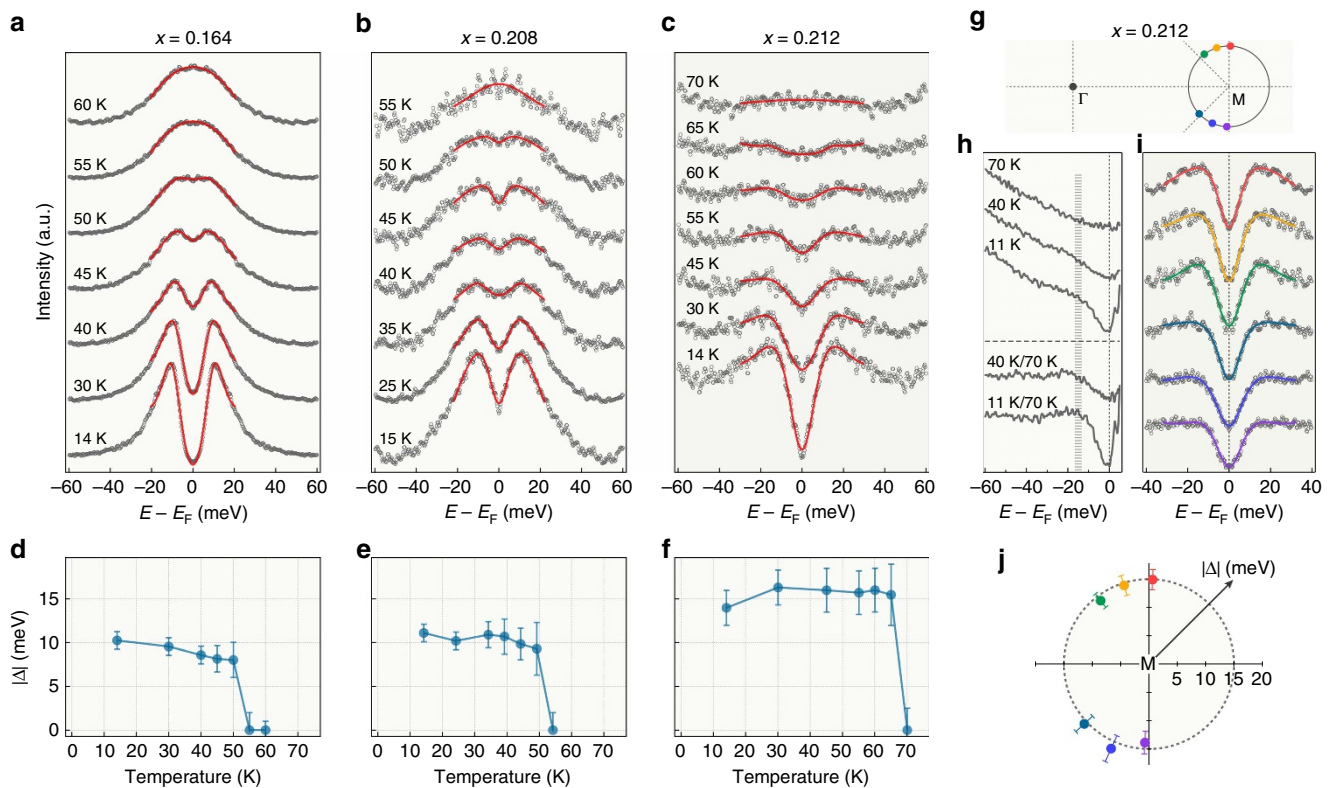 a
x = 0.164
60 K
55 K
50 K
45 K
40 K
30 K
14 K
Intensity (a.u.)
–60 –40 –20 0 20 40 60
E – E_F (meV)
b
x = 0.208
55 K
50 K
45 K
40 K
35 K
25 K
15 K
–60 –40 –20 0 20 40 60
E – E_F (meV)
c
x = 0.212
70 K
65 K
60 K
55 K
45 K
30 K
14 K
–60 –40 –20 0 20 40 60
E – E_F (meV)
g
x = 0.212
Γ
M
h
70 K
40 K
11 K
40 K/70 K
11 K/70 K
–60 –40 –20 0
E – E_F (meV)
i
–40 –20 0 20 40
E – E_F (meV)
d
|Δ| (meV)
15
10
5
0
0 10 20 30 40 50 60 70
Temperature (K)
e
0 10 20 30 40 50 60 70
Temperature (K)
f
0 10 20 30 40 50 60 70
Temperature (K)
j
|Δ| (meV)
M
5 10 15 20